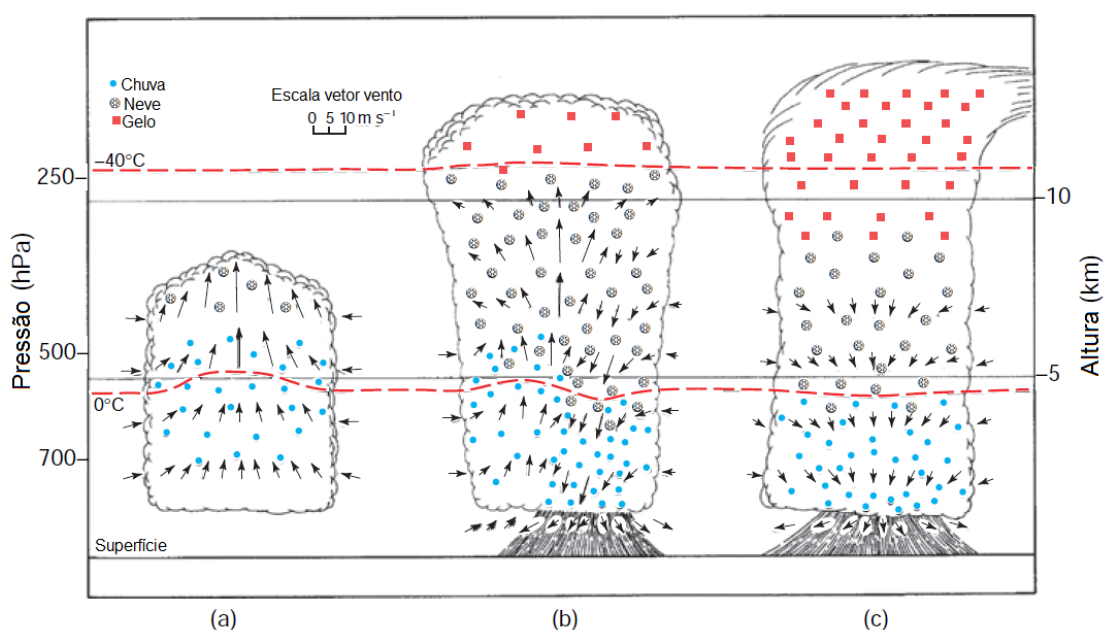 Chuva
Neve
Gelo
Escala vetor vento
0 5 10 m s⁻¹
−40°C
250
10
Pressão (hPa)
Altura (km)
500
5
0°C
700
Superfície
(a)
(b)
(c)